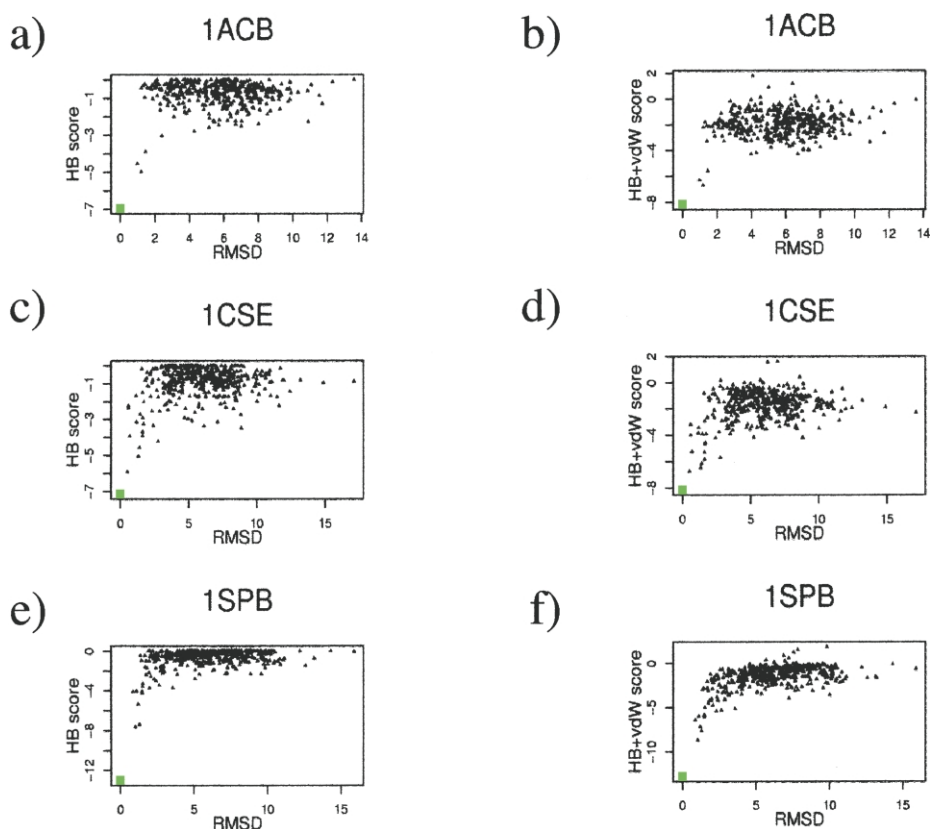 a) 1ACB
HB score
-1
-3
-5
-7
0 2 4 6 8 10 12 14
RMSD
b) 1ACB
HB+vdW score
2
0
-4
-8
0 2 4 6 8 10 12 14
RMSD
c) 1CSE
HB score
-1
-3
-5
-7
0 5 10 15
RMSD
d) 1CSE
HB+vdW score
2
0
-4
-8
0 5 10 15
RMSD
e) 1SPB
HB score
0
-4
-8
-12
0 5 10 15
RMSD
f) 1SPB
HB+vdW score
0
-5
-10
0 5 10 15
RMSD